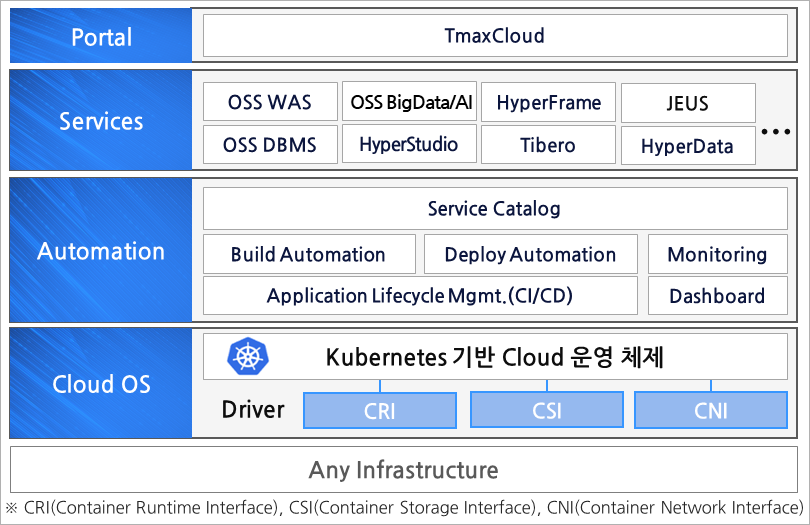 Portal
TmaxCloud
Services
OSS WAS
OSS BigData/AI
HyperFrame
JEUS
OSS DBMS
HyperStudio
Tibero
HyperData
...
Automation
Service Catalog
Build Automation
Deploy Automation
Monitoring
Application Lifecycle Mgmt.(CI/CD)
Dashboard
Cloud OS
Kubernetes 기반 Cloud 운영 체제
Driver
CRI
CSI
CNI
Any Infrastructure
※ CRI(Container Runtime Interface), CSI(Container Storage Interface), CNI(Container Network Interface)